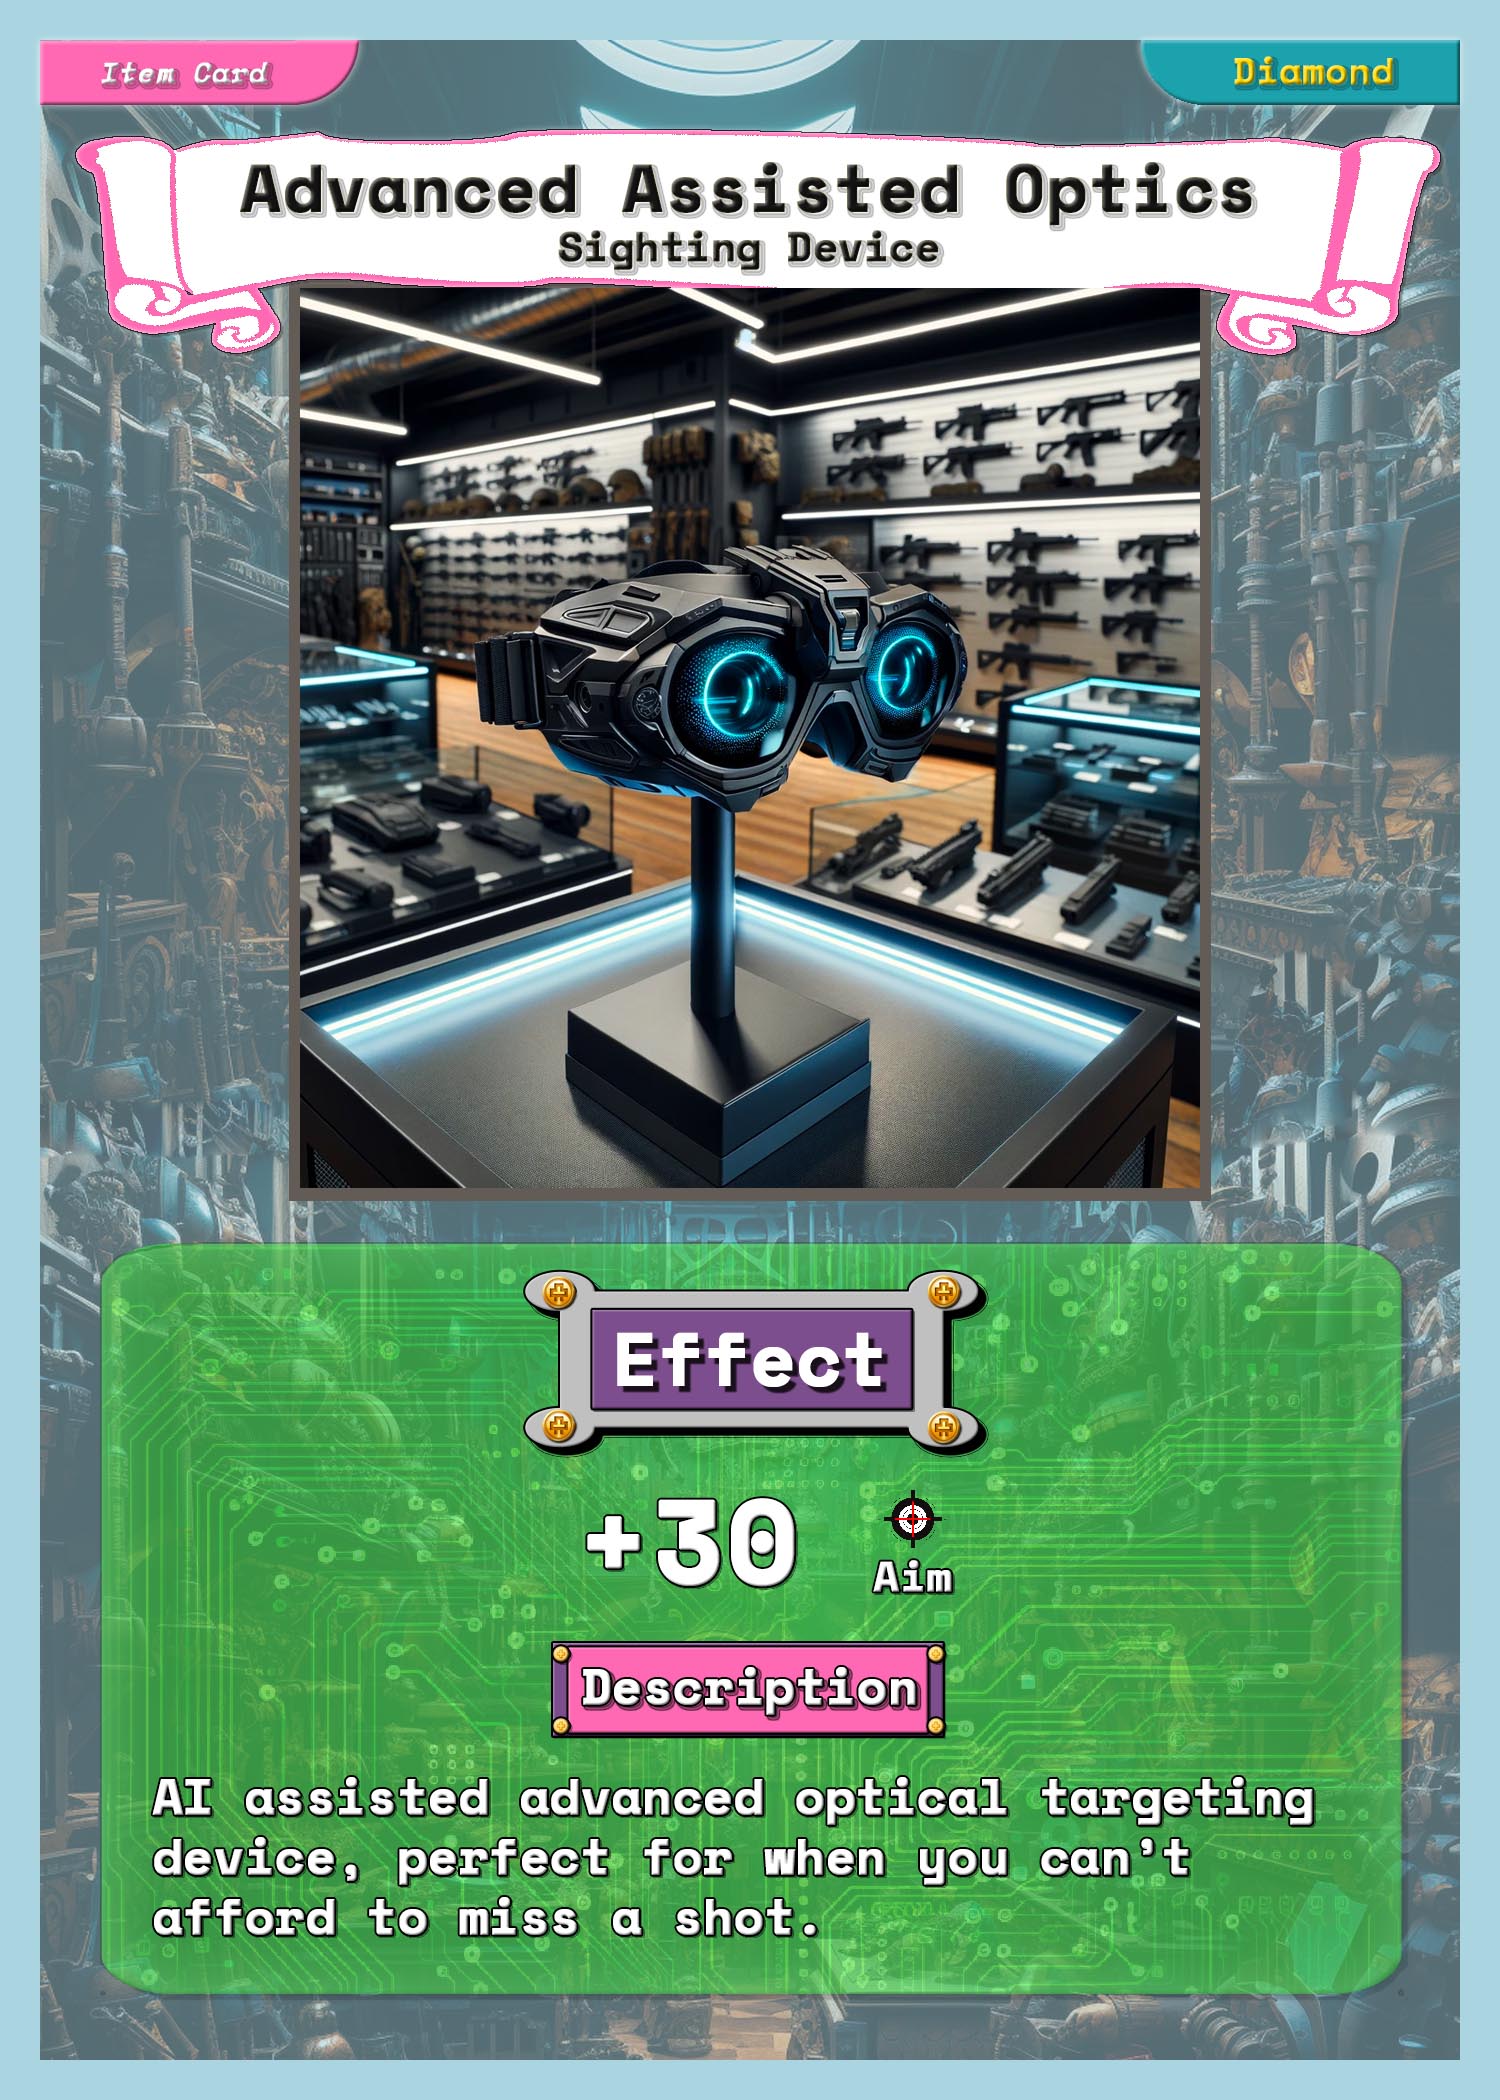 Item Card
Diamond
Advanced Assisted Optics
Sighting Device
Effect
+30
Aim
Description
AI assisted advanced optical targeting
device, perfect for when you can't
afford to miss a shot.